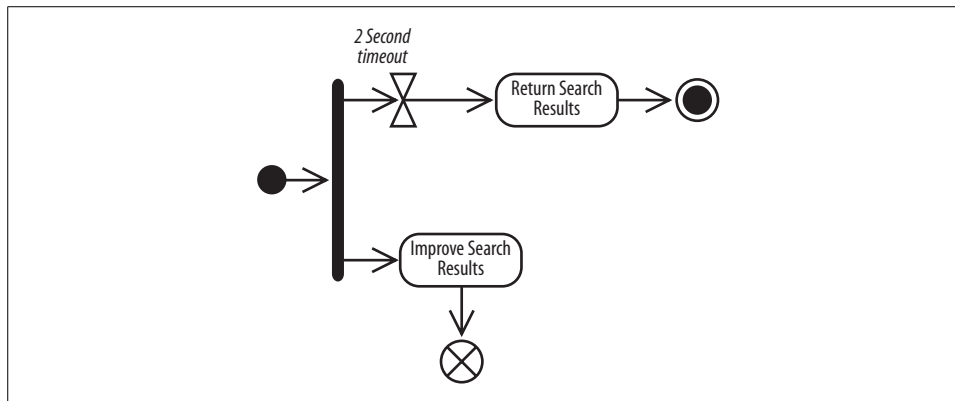 2 Second
timeout
Return Search
Results
Improve Search
Results